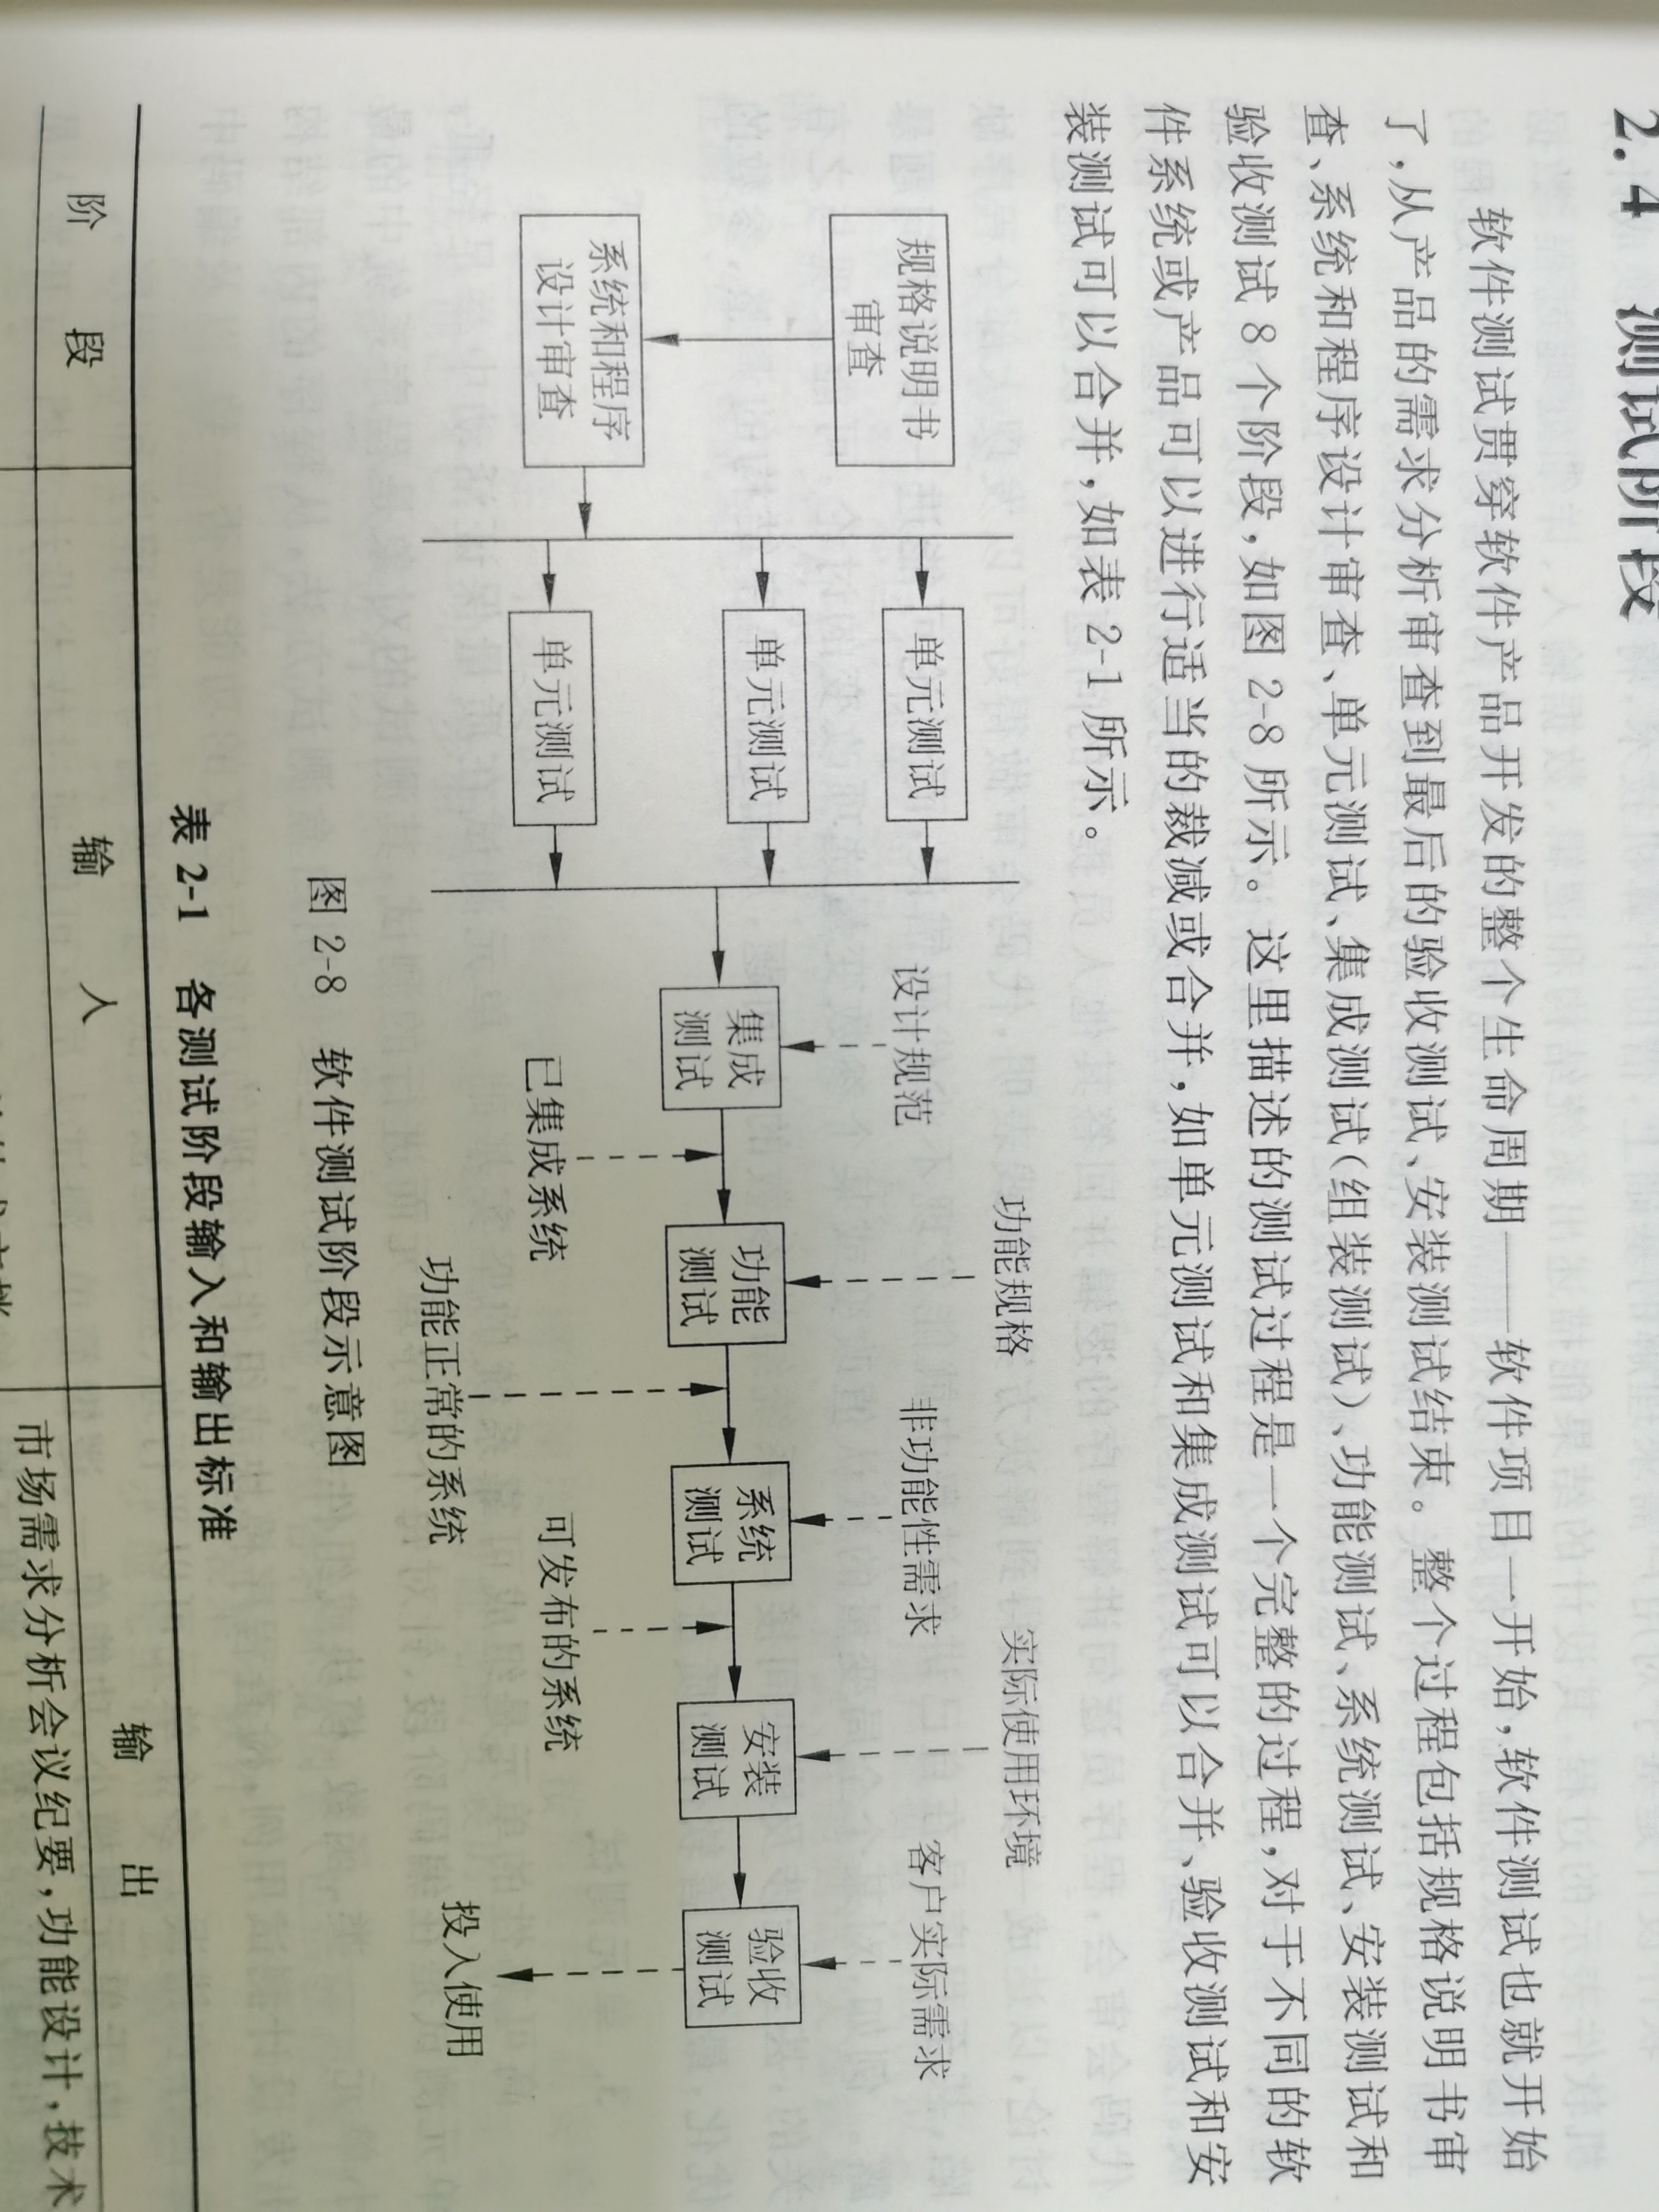 2.4 测试阶段
软件测试贯穿软件产品开发的整个生命周期——软件项目一开始,软件测试也就开始
了,从产品的需求分析审查到最后的验收测试、安装测试结束。整个过程包括规格说明书审
查、系统和程序设计审查、单元测试、集成测试(组装测试)、功能测试、系统测试、安装测试和
验收测试 8 个阶段,如图 2-8 所示。这里描述的测试过程是一个完整的过程,对于不同的软
件系统或产品可以进行适当的裁减或合并,如单元测试和集成测试可以合并、验收测试和安
装测试可以合并,如表 2-1 所示。
规格说明书
审查
系统和程序
设计审查
单元测试
单元测试
单元测试
设计规范
集成
测试
已集成系统
功能规格
功能
测试
功能正常的系统
非功能性需求
系统
测试
可发布的系统
实际使用环境
安装
测试
客户实际需求
验收
测试
投入使用
图 2-8 软件测试阶段示意图
表 2-1 各测试阶段输入和输出标准
阶 段
输 入
输 出
市场需求分析会议纪要,功能设计,技术